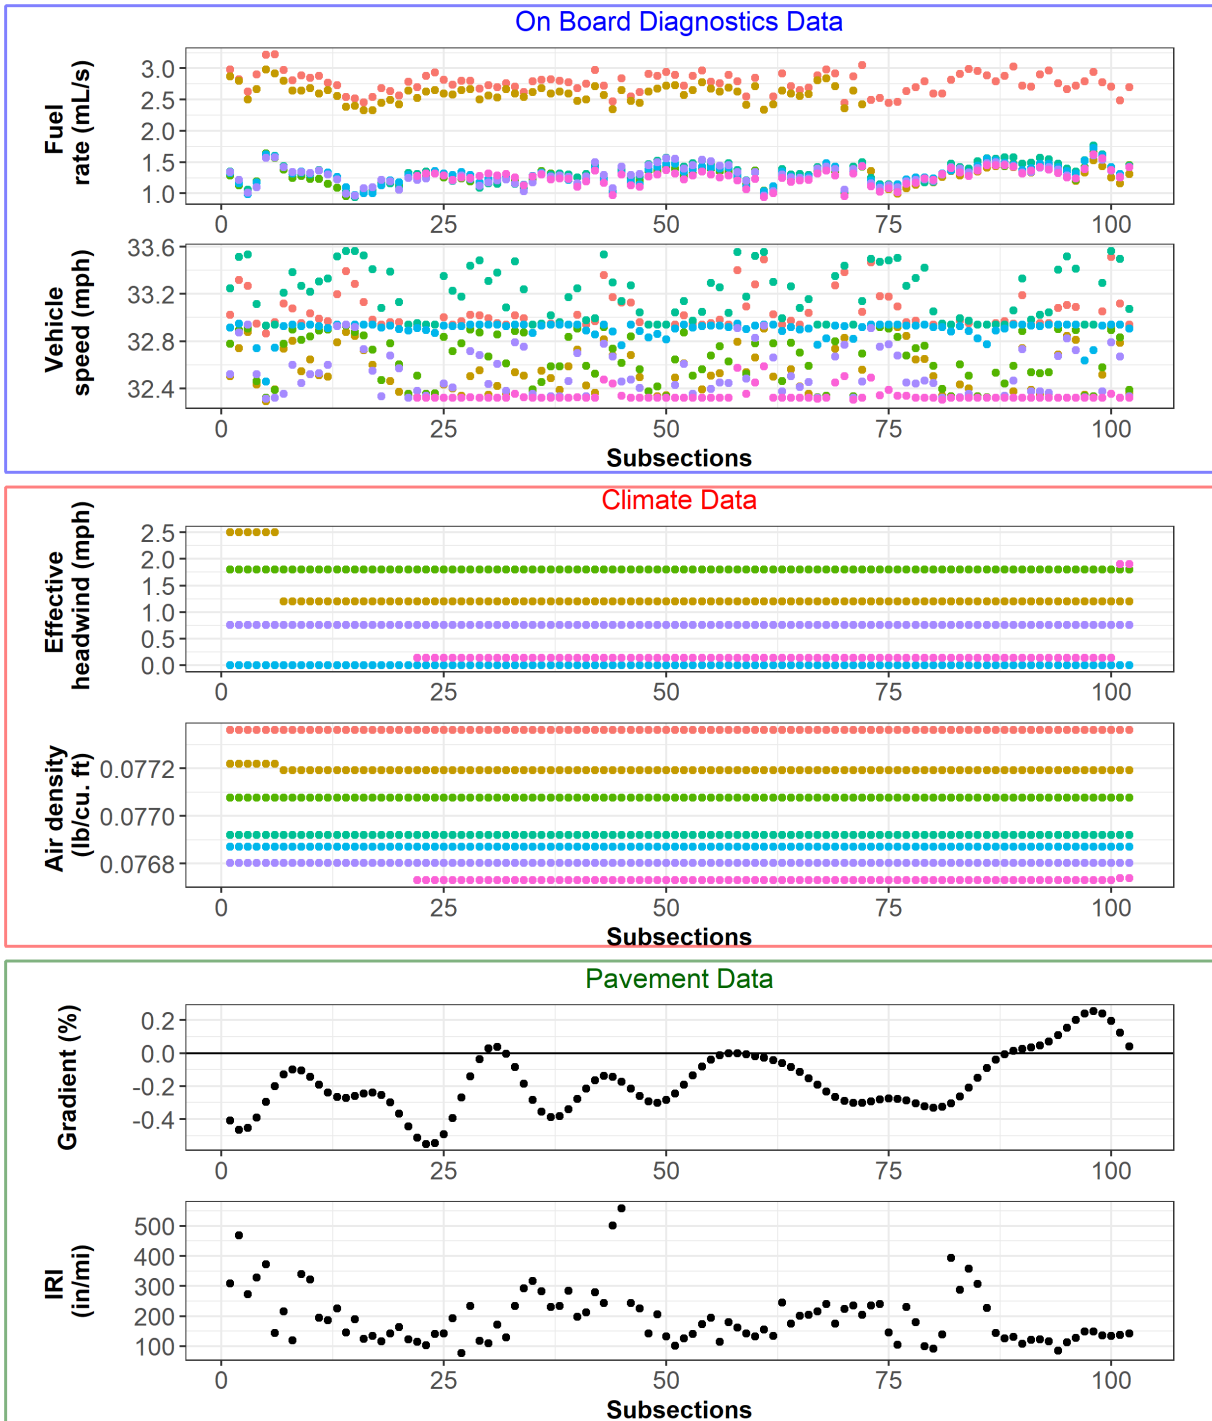 On Board Diagnostics Data
Fuel
rate (mL/s)
3.0
2.5
2.0
1.5
1.0
0 25 50 75 100
Vehicle
speed (mph)
33.6
33.2
32.8
32.4
0 25 50 75 100
Subsections
Climate Data
Effective
headwind (mph)
2.5
2.0
1.5
1.0
0.5
0.0
0 25 50 75 100
Air density
(lb/cu. ft)
0.0772
0.0770
0.0768
0 25 50 75 100
Subsections
Pavement Data
Gradient (%)
0.2
0.0
-0.2
-0.4
0 25 50 75 100
IRI
(in/mi)
500
400
300
200
100
0 25 50 75 100
Subsections